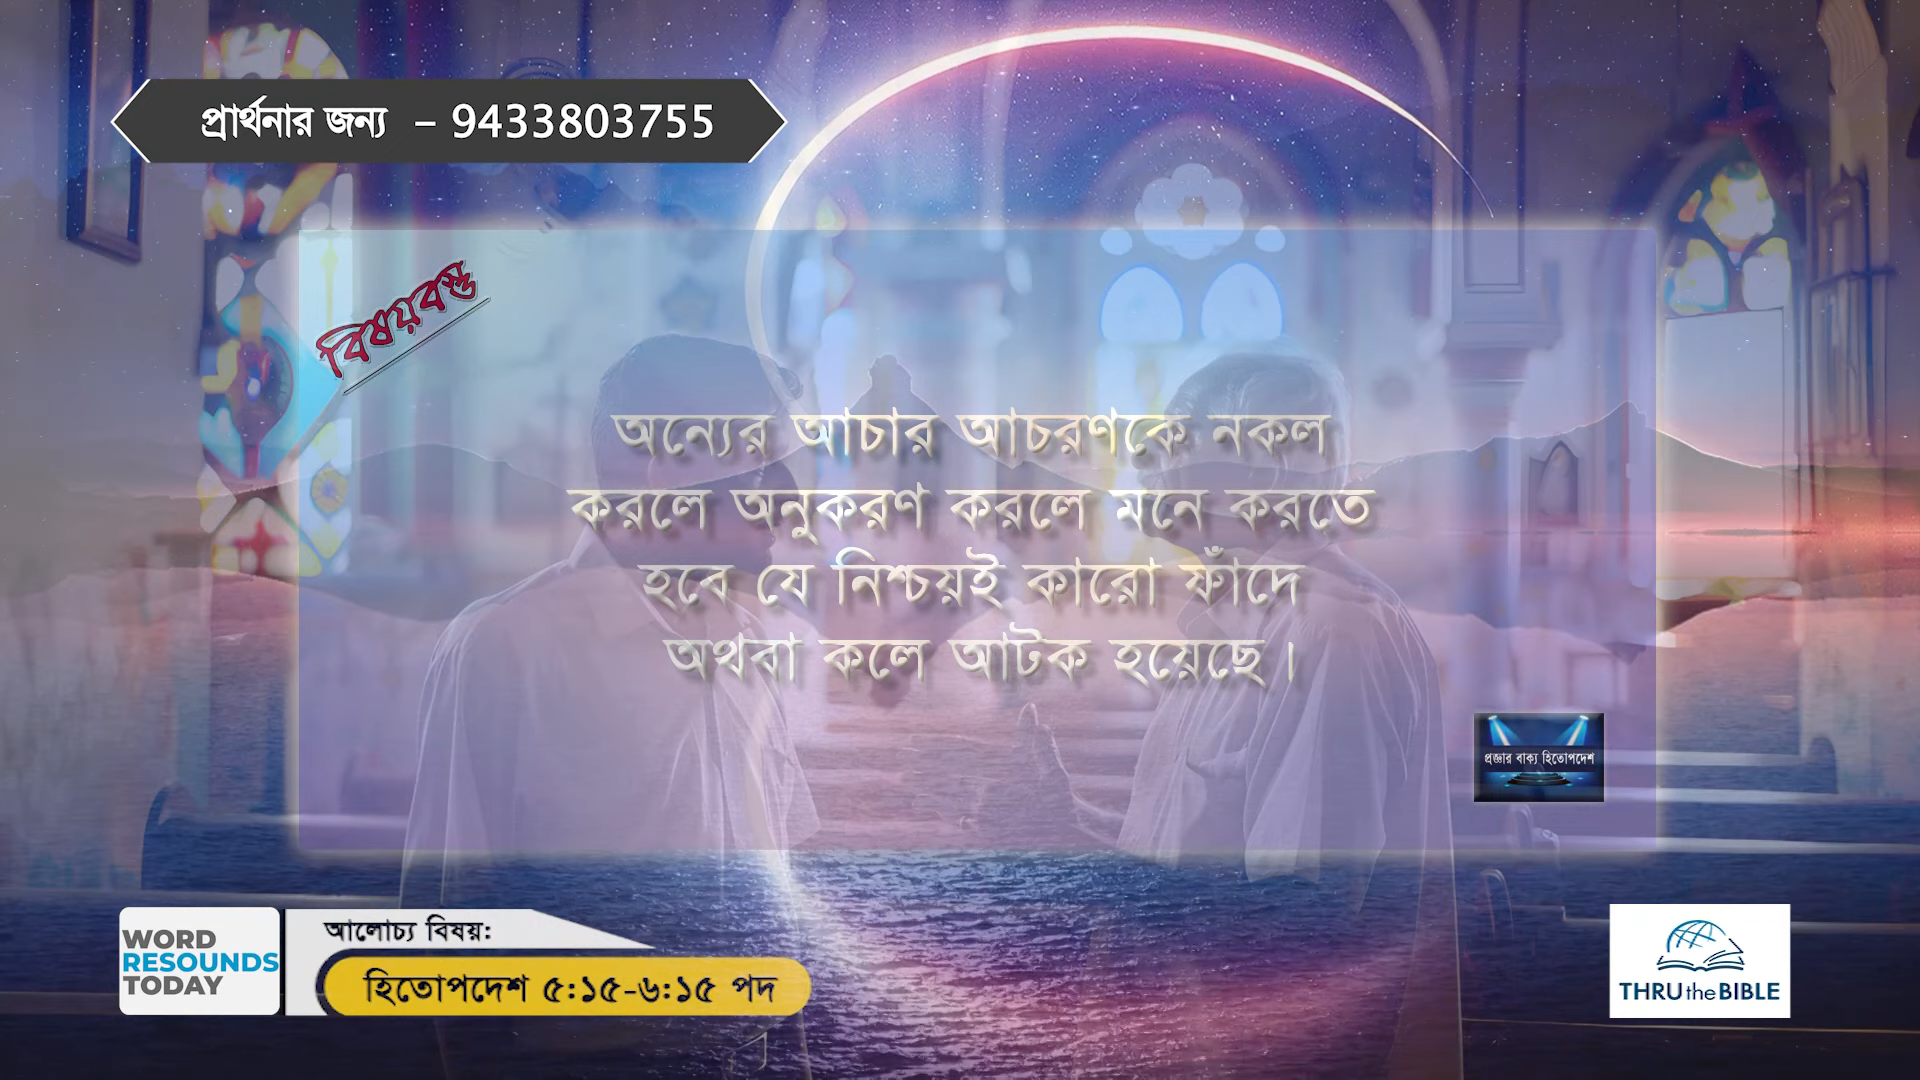 প্রার্থনার জন্য – 9433803755
বিষয়বস্তু
অন্যের আচার আচরণকে নকল
করলে অনুকরণ করলে মনে করতে
হবে যে নিশ্চয়ই কারো ফাঁদে
অথবা কলে আটক হয়েছে।
প্রজ্ঞার বাক্য হিতোপদেশ
WORD
RESOUNDS
TODAY
আলোচ্য বিষয়:
হিতোপদেশ ৫:১৫-৬:১৫ পদ
THRU the BIBLE